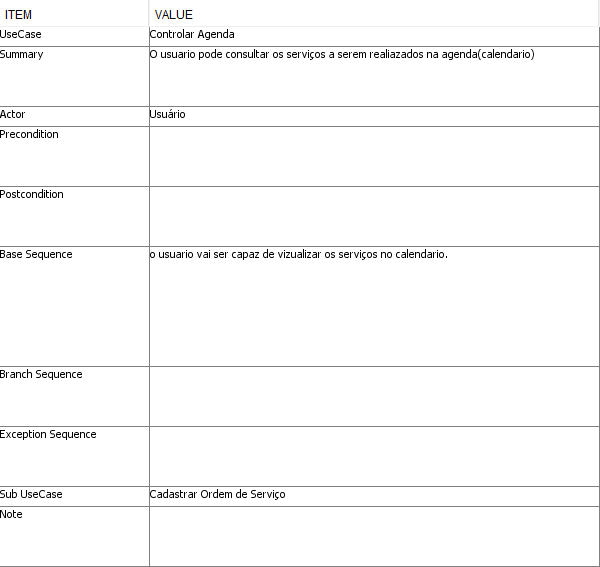 ITEM VALUE
UseCase Controlar Agenda
Summary O usuario pode consultar os serviços a serem realiazados na agenda(calendario)
Actor Usuário
Precondition
Postcondition
Base Sequence o usuario vai ser capaz de vizualizar os serviços no calendario.
Branch Sequence
Exception Sequence
Sub UseCase Cadastrar Ordem de Serviço
Note